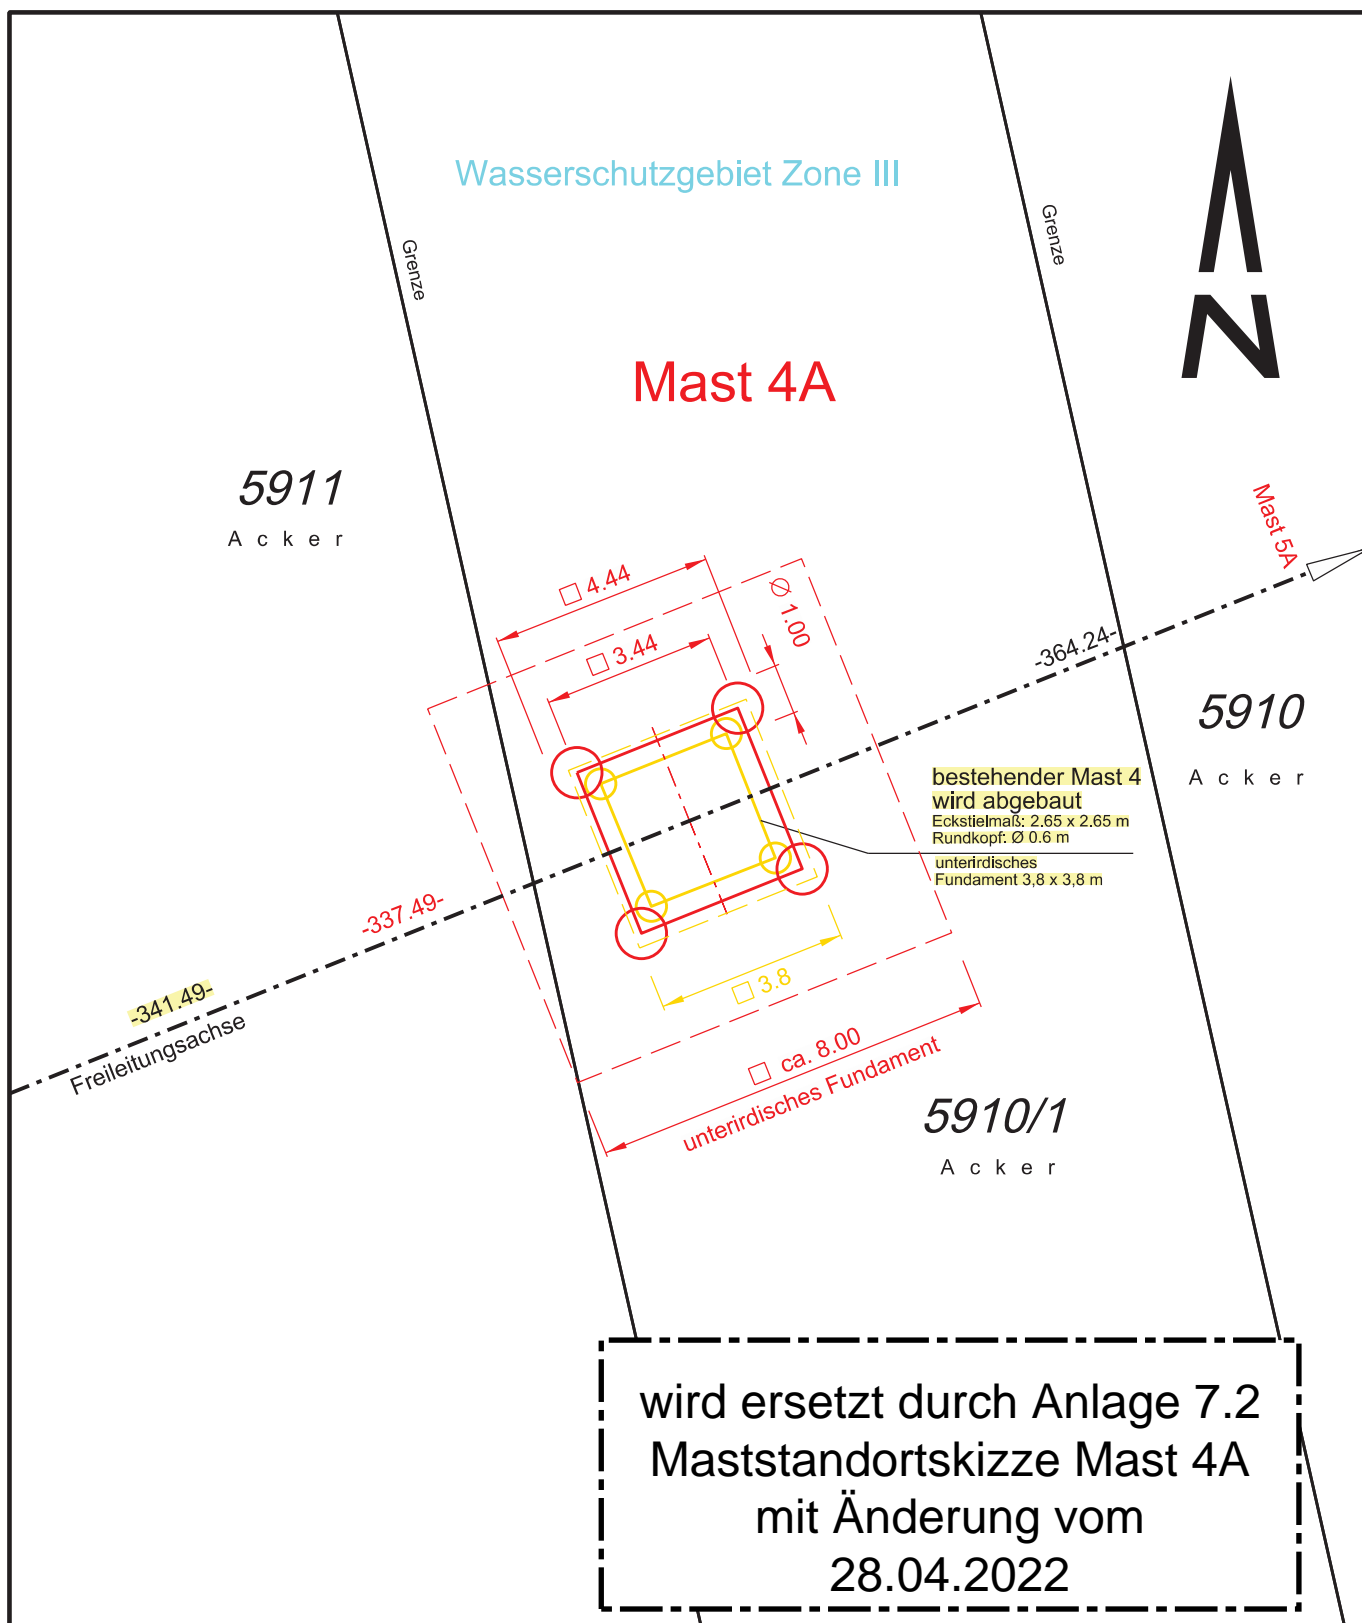 Wasserschutzgebiet Zone III
Grenze
Grenze
N
Mast 4A
5911
Acker
Mast 5A
□ 4.44
Ø 1.00
□ 3.44
-364.24-
5910
Acker
bestehender Mast 4
wird abgebaut
Eckstielmaß: 2.65 x 2.65 m
Rundkopf: Ø 0.6 m
unterirdisches
Fundament 3,8 x 3,8 m
-337.49-
-341.49-
Freileitungsachse
□ 3.8
□ ca. 8.00
unterirdisches Fundament
5910/1
Acker
wird ersetzt durch Anlage 7.2
Maststandortskizze Mast 4A
mit Änderung vom
28.04.2022